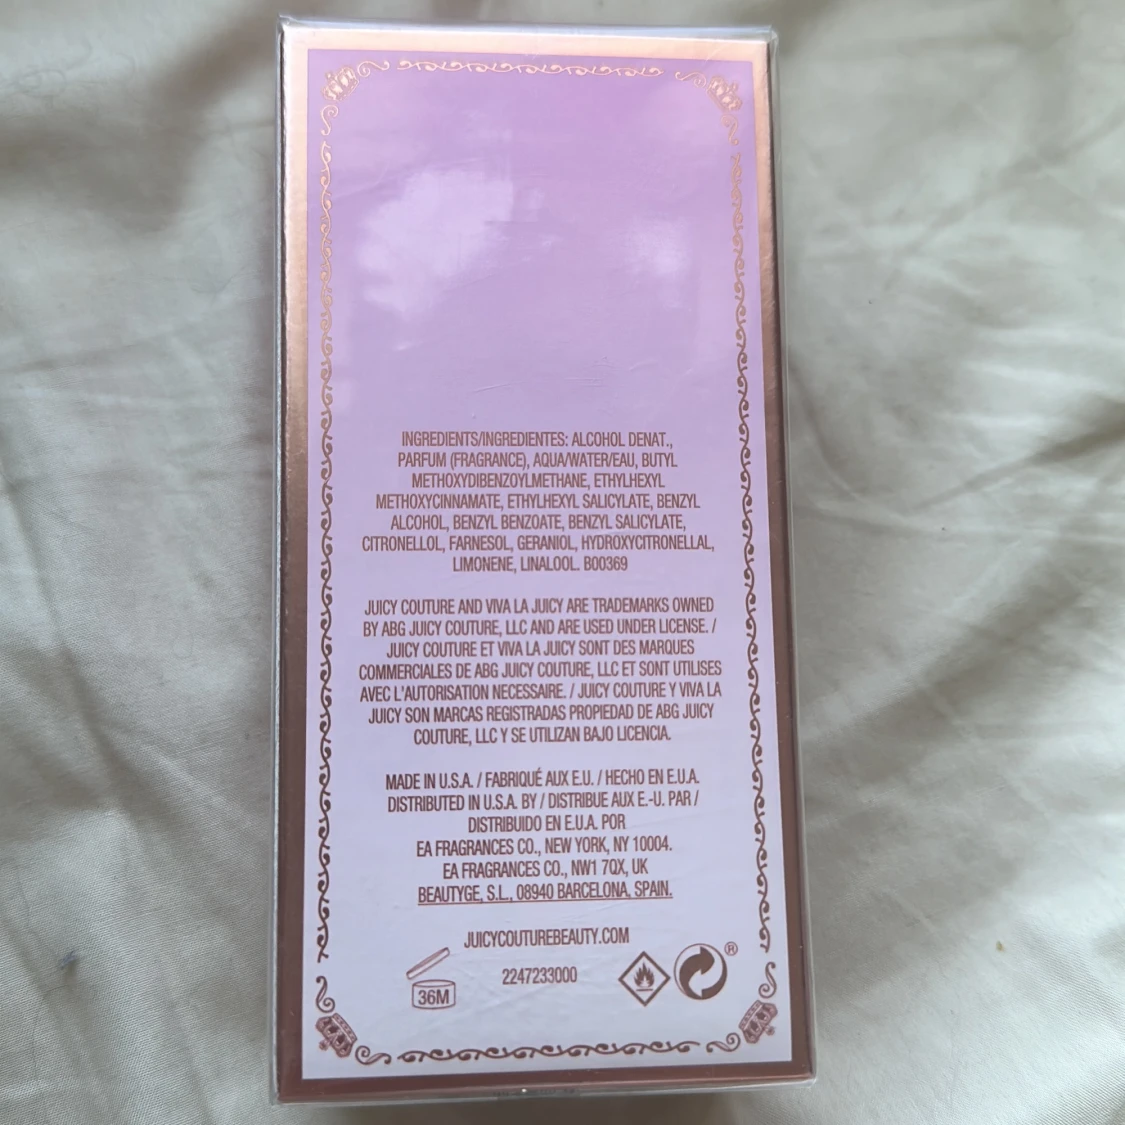 INGREDIENTS/INGREDIENTES: ALCOHOL DENAT.,
PARFUM (FRAGRANCE), AQUA/WATER/EAU, BUTYL
METHOXYDIBENZOYLMETHANE, ETHYLHEXYL
METHOXYCINNAMATE, ETHYLHEXYL SALICYLATE, BENZYL
ALCOHOL, BENZYL BENZOATE, BENZYL SALICYLATE,
CITRONELLOL, FARNESOL, GERANIOL, HYDROXYCITRONELLAL,
LIMONENE, LINALOOL. B00369
JUICY COUTURE AND VIVA LA JUICY ARE TRADEMARKS OWNED
BY ABG JUICY COUTURE, LLC AND ARE USED UNDER LICENSE. /
JUICY COUTURE ET VIVA LA JUICY SONT DES MARQUES
COMMERCIALES DE ABG JUICY COUTURE, LLC ET SONT UTILISES
AVEC L'AUTORISATION NECESSAIRE. / JUICY COUTURE Y VIVA LA
JUICY SON MARCAS REGISTRADAS PROPIEDAD DE ABG JUICY
COUTURE, LLC Y SE UTILIZAN BAJO LICENCIA.
MADE IN U.S.A. / FABRIQUÉ AUX E.U. / HECHO EN E.U.A.
DISTRIBUTED IN U.S.A. BY / DISTRIBUE AUX E.-U. PAR /
DISTRIBUIDO EN E.U.A. POR
EA FRAGRANCES CO., NEW YORK, NY 10004.
EA FRAGRANCES CO., NW1 7QX, UK
BEAUTYGE, S.L., 08940 BARCELONA, SPAIN.
JUICYCOUTUREBEAUTY.COM
36M
2247233000
®